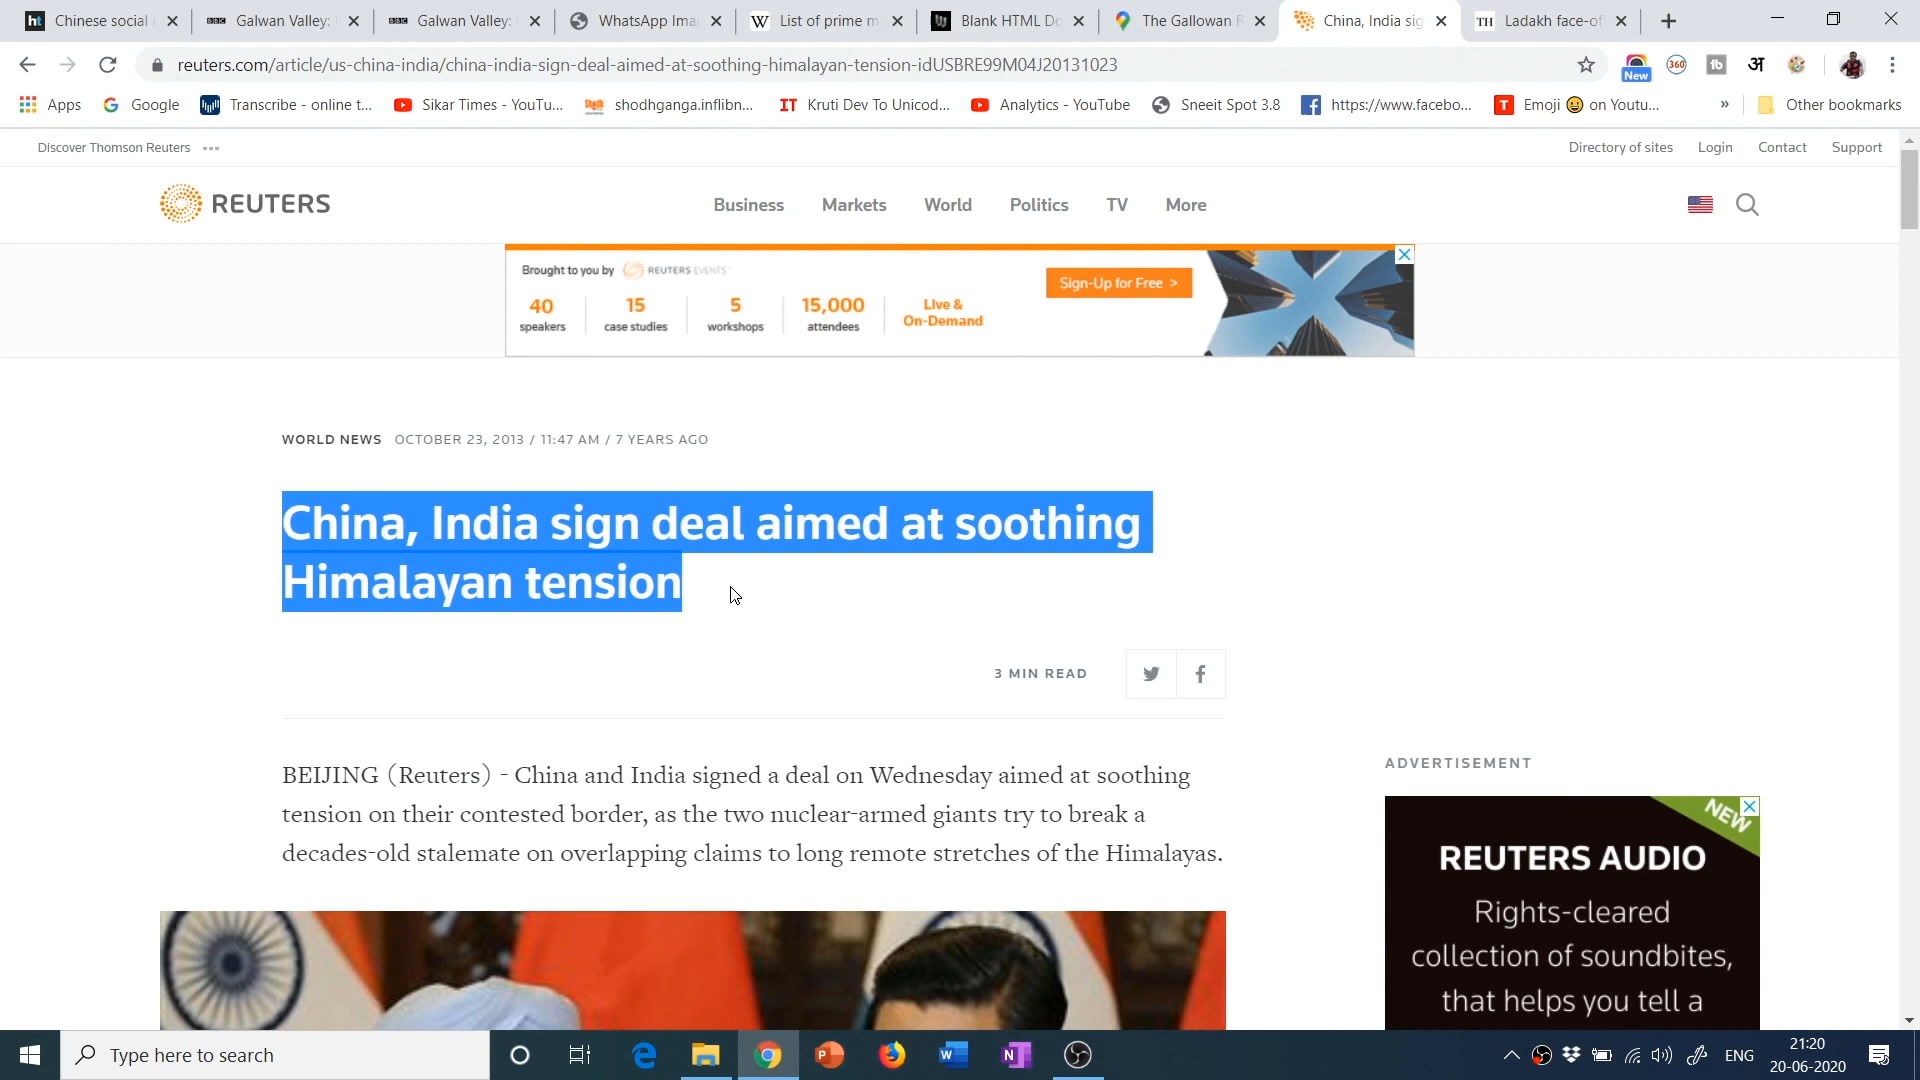 ht Chinese social
BBC Galwan Valley:
BBC Galwan Valley:
WhatsApp Ima
W List of prime m
Blank HTML Do
The Gallowan R
China, India sig
TH Ladakh face-of
reuters.com/article/us-china-india/china-india-sign-deal-aimed-at-soothing-himalayan-tension-idUSBRE99M04J20131023
New
360
अ
Apps
Google
Transcribe - online t...
Sikar Times - YouTu...
shodhganga.inflibn...
IT Kruti Dev To Unicod...
Analytics - YouTube
Sneeit Spot 3.8
https://www.facebo...
T Emoji 😀 on Youtu...
»
Other bookmarks
Discover Thomson Reuters
Directory of sites Login Contact Support
REUTERS
Business Markets World Politics TV More
Brought to you by REUTERS EVENTS™
40 15 5 15,000 Live &
speakers case studies workshops attendees On-Demand
Sign-Up for Free >
WORLD NEWS OCTOBER 23, 2013 / 11:47 AM / 7 YEARS AGO
China, India sign deal aimed at soothing
Himalayan tension
3 MIN READ
BEIJING (Reuters) - China and India signed a deal on Wednesday aimed at soothing
tension on their contested border, as the two nuclear-armed giants try to break a
decades-old stalemate on overlapping claims to long remote stretches of the Himalayas.
ADVERTISEMENT
NEW
REUTERS AUDIO
Rights-cleared
collection of soundbites,
that helps you tell a
Type here to search
ENG
21:20
20-06-2020